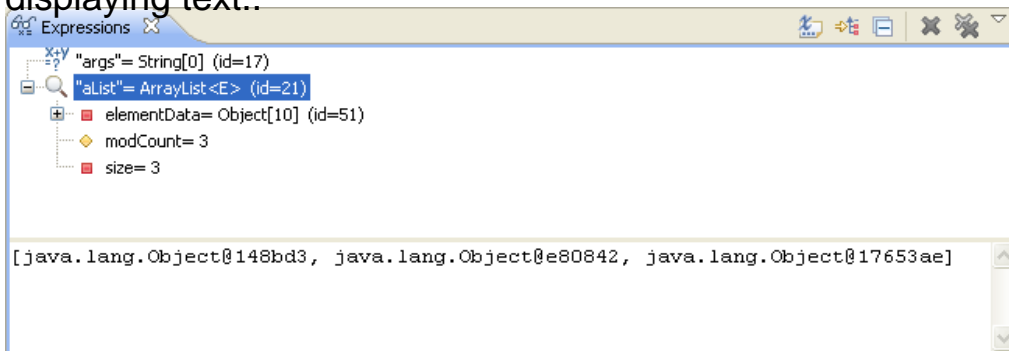 displaying text..
Expressions
x+y =? "args"= String[0] (id=17)
"aList"= ArrayList<E> (id=21)
elementData= Object[10] (id=51)
modCount= 3
size= 3
[java.lang.Object@148bd3, java.lang.Object@e80842, java.lang.Object@17653ae]